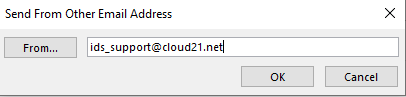 Send From Other Email Address
From... ids_support@cloud21.net
OK Cancel